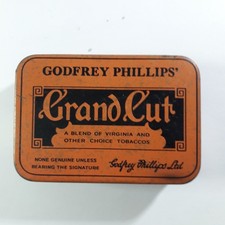 GODFREY PHILLIPS'
Grand Cut
A BLEND OF VIRGINIA AND
OTHER CHOICE TOBACCOS
NONE GENUINE UNLESS
BEARING THE SIGNATURE
Godfrey Phillips Ltd